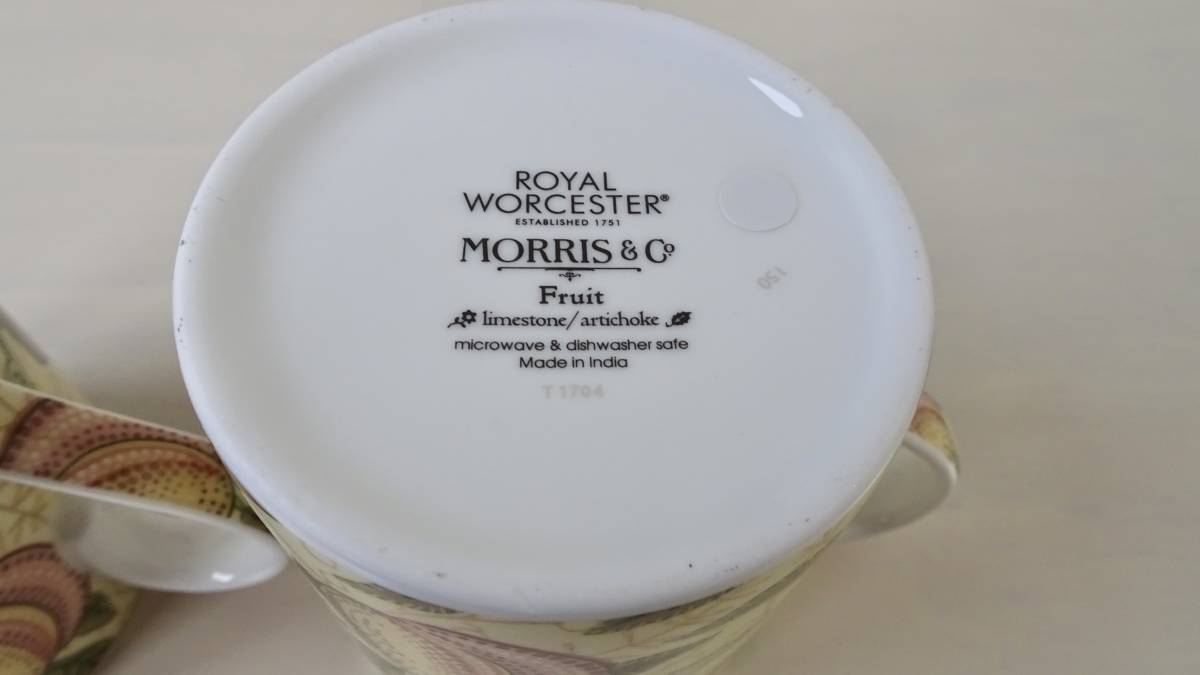 ROYAL
WORCESTER®
ESTABLISHED 1751
MORRIS & Co.
Fruit
limestone/artichoke
microwave & dishwasher safe
Made in India
T 1704
150